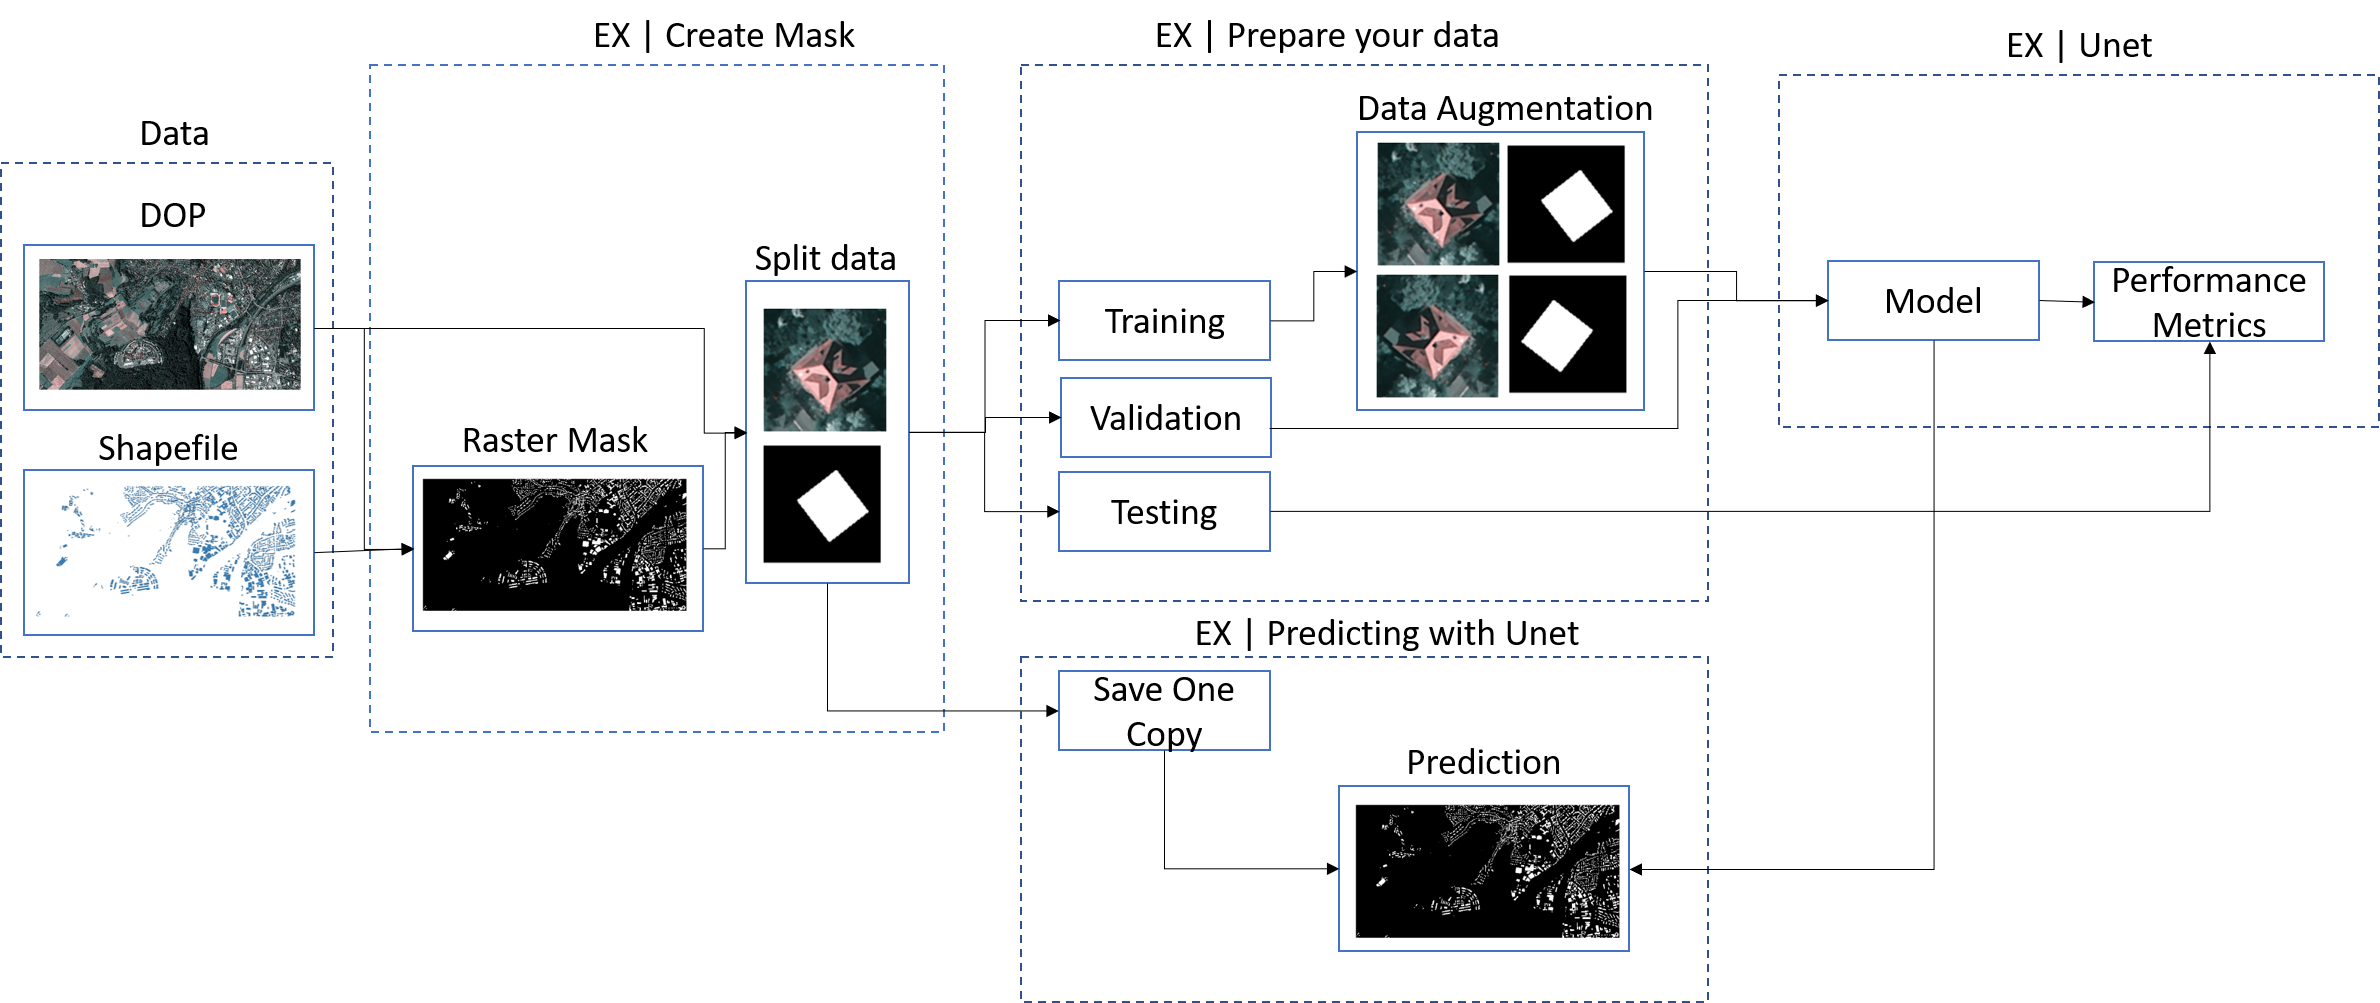 Data
DOP
Shapefile
EX | Create Mask
Raster Mask
Split data
EX | Prepare your data
Data Augmentation
Training
Validation
Testing
EX | Unet
Model
Performance
Metrics
EX | Predicting with Unet
Save One
Copy
Prediction